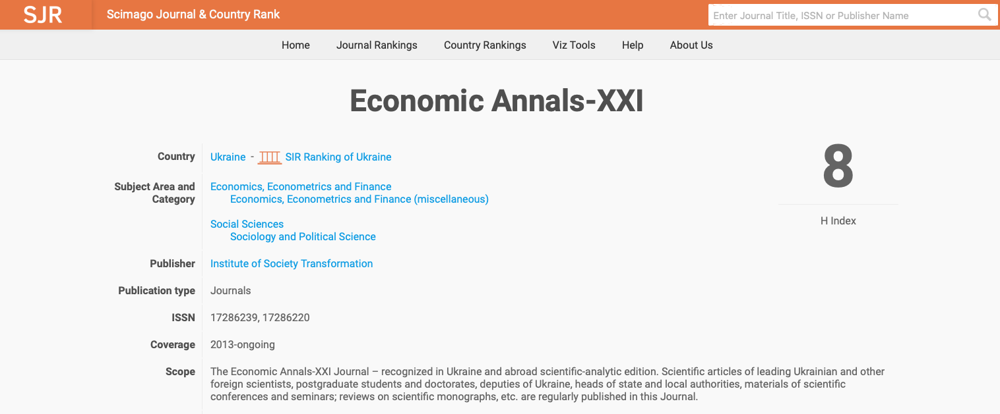 SJR
Scimago Journal & Country Rank
Enter Journal Title, ISSN or Publisher Name
Home Journal Rankings Country Rankings Viz Tools Help About Us
Economic Annals-XXI
Country
Ukraine - SIR Ranking of Ukraine
8
H Index
Subject Area and
Category
Economics, Econometrics and Finance
Economics, Econometrics and Finance (miscellaneous)
Social Sciences
Sociology and Political Science
Publisher
Institute of Society Transformation
Publication type
Journals
ISSN
17286239, 17286220
Coverage
2013-ongoing
Scope
The Economic Annals-XXI Journal – recognized in Ukraine and abroad scientific-analytic edition. Scientific articles of leading Ukrainian and other
foreign scientists, postgraduate students and doctorates, deputies of Ukraine, heads of state and local authorities, materials of scientific
conferences and seminars; reviews on scientific monographs, etc. are regularly published in this Journal.